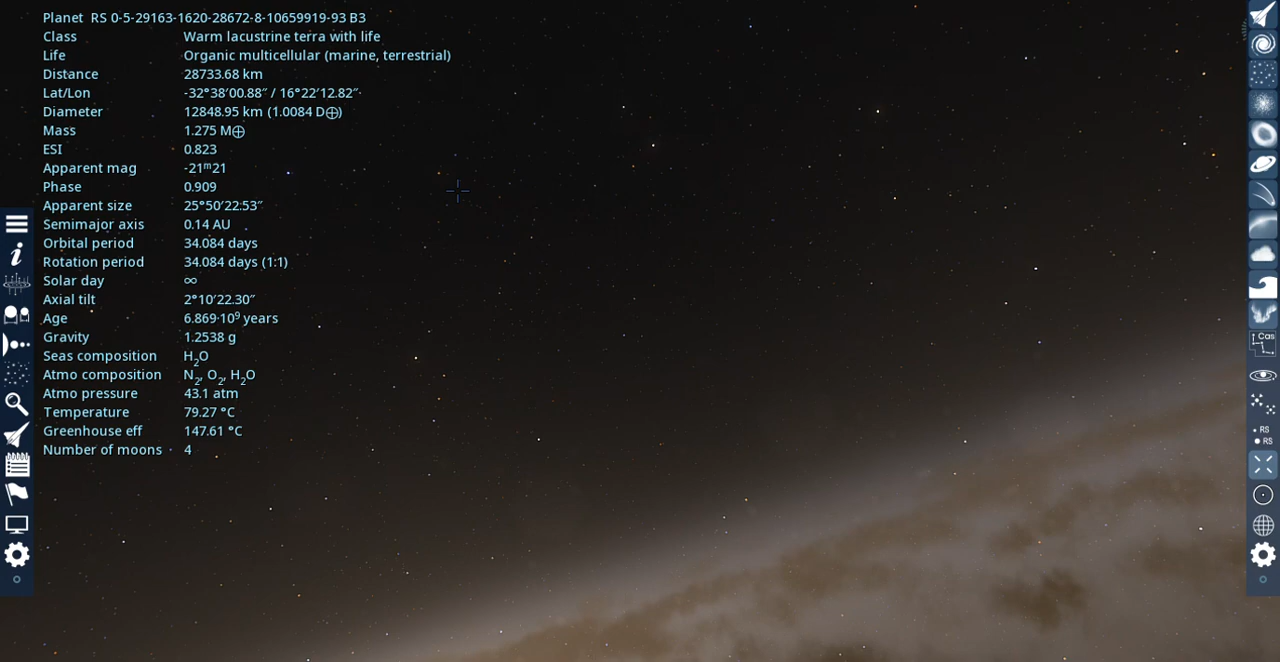 Planet RS 0-5-29163-1620-28672-8-10659919-93 B3
Class Warm lacustrine terra with life
Life Organic multicellular (marine, terrestrial)
Distance 28733.68 km
Lat/Lon -32°38′00.88″ / 16°22′12.82″
Diameter 12848.95 km (1.0084 D⊕)
Mass 1.275 M⊕
ESI 0.823
Apparent mag -21ᵐ21
Phase 0.909
Apparent size 25°50′22.53″
Semimajor axis 0.14 AU
Orbital period 34.084 days
Rotation period 34.084 days (1:1)
Solar day ∞
Axial tilt 2°10′22.30″
Age 6.869·10⁹ years
Gravity 1.2538 g
Seas composition H₂O
Atmo composition N₂, O₂, H₂O
Atmo pressure 43.1 atm
Temperature 79.27 °C
Greenhouse eff 147.61 °C
Number of moons 4
Cas
RS
RS